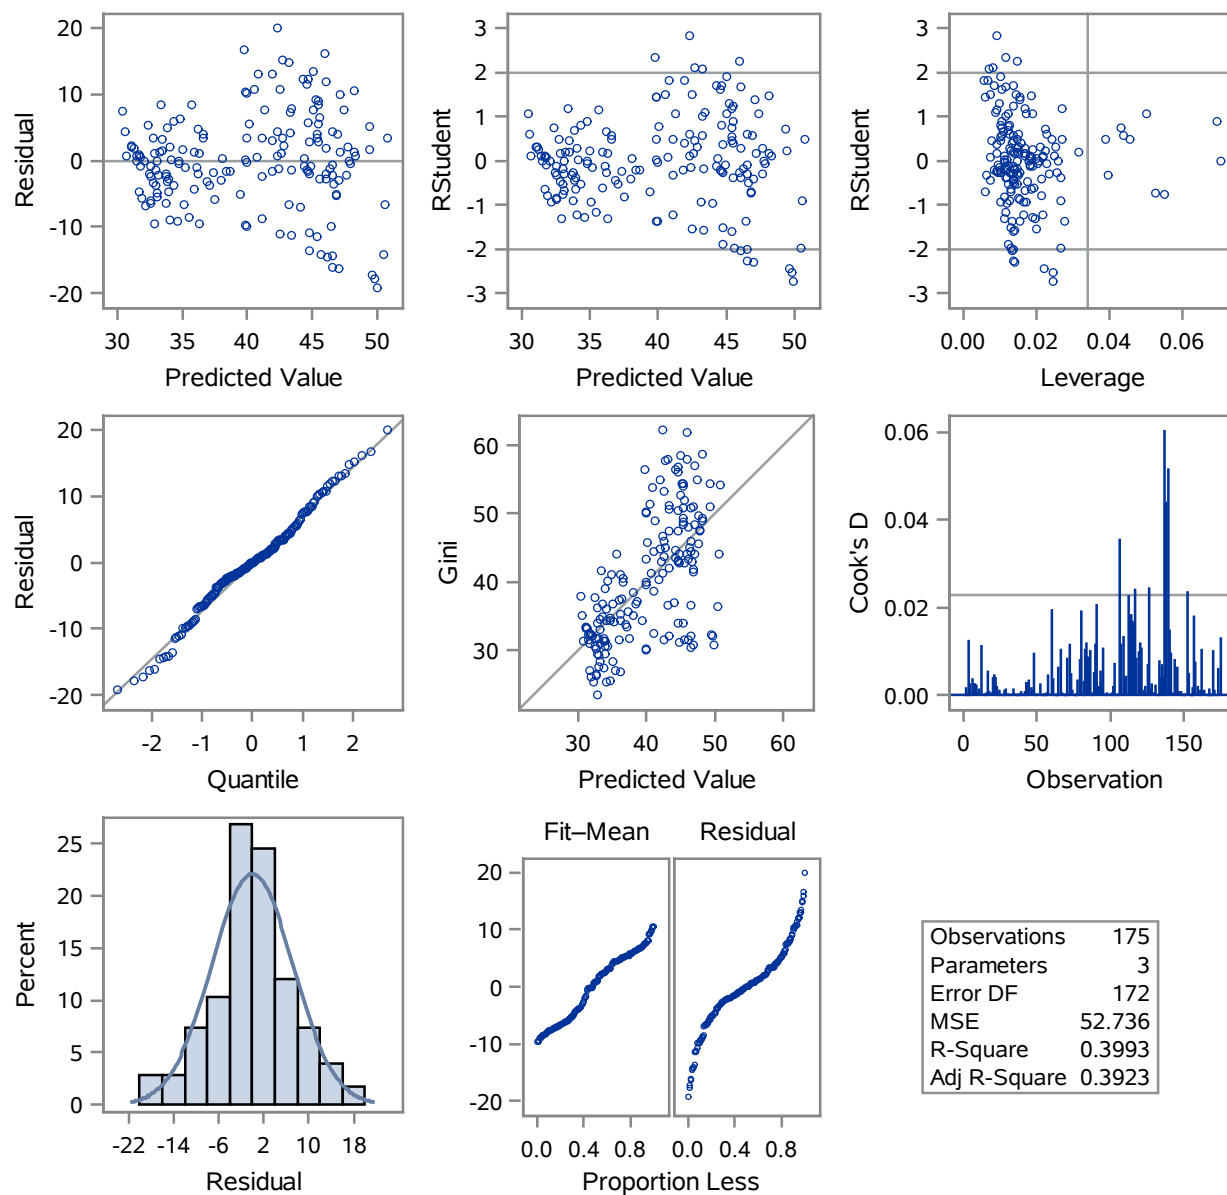 20
10
0
-10
-20
Residual
30 35 40 45 50
Predicted Value
3
2
1
0
-1
-2
-3
RStudent
30 35 40 45 50
Predicted Value
3
2
1
0
-1
-2
-3
RStudent
0.00 0.02 0.04 0.06
Leverage
20
10
0
-10
-20
Residual
-2 -1 0 1 2
Quantile
60
50
40
30
Gini
30 40 50 60
Predicted Value
0.06
0.04
0.02
0.00
Cook's D
0 50 100 150
Observation
25
20
15
10
5
0
Percent
-22 -14 -6 2 10 18
Residual
Fit–Mean Residual
20
10
0
-10
-20
0.0 0.4 0.8 0.0 0.4 0.8
Proportion Less
Observations 175
Parameters 3
Error DF 172
MSE 52.736
R-Square 0.3993
Adj R-Square 0.3923